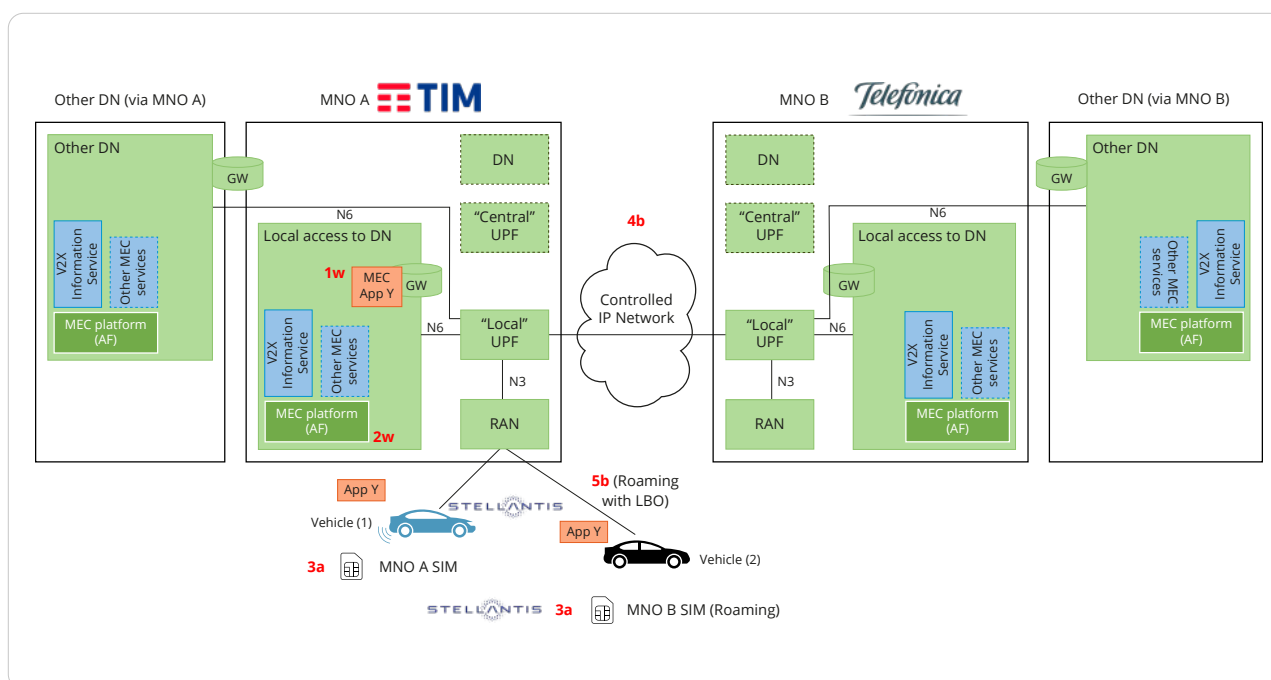 Other DN (via MNO A)
MNO A
TIM
MNO B
Telefónica
Other DN (via MNO B)
Other DN
GW
N6
V2X
Information
Service
Other MEC
services
MEC platform
(AF)
DN
"Central"
UPF
Local access to DN
1w
MEC
App Y
GW
N6
"Local"
UPF
V2X
Information
Service
Other MEC
services
MEC platform
(AF)
2w
N3
RAN
4b
Controlled
IP Network
DN
"Central"
UPF
N6
Local access to DN
GW
"Local"
UPF
N6
N3
RAN
V2X
Information
Service
Other MEC
services
MEC platform
(AF)
GW
Other DN
Other MEC
services
V2X
Information
Service
MEC platform
(AF)
App Y
STELLANTIS
Vehicle (1)
3a
MNO A SIM
5b (Roaming
with LBO)
App Y
Vehicle (2)
STELLANTIS
3a
MNO B SIM (Roaming)